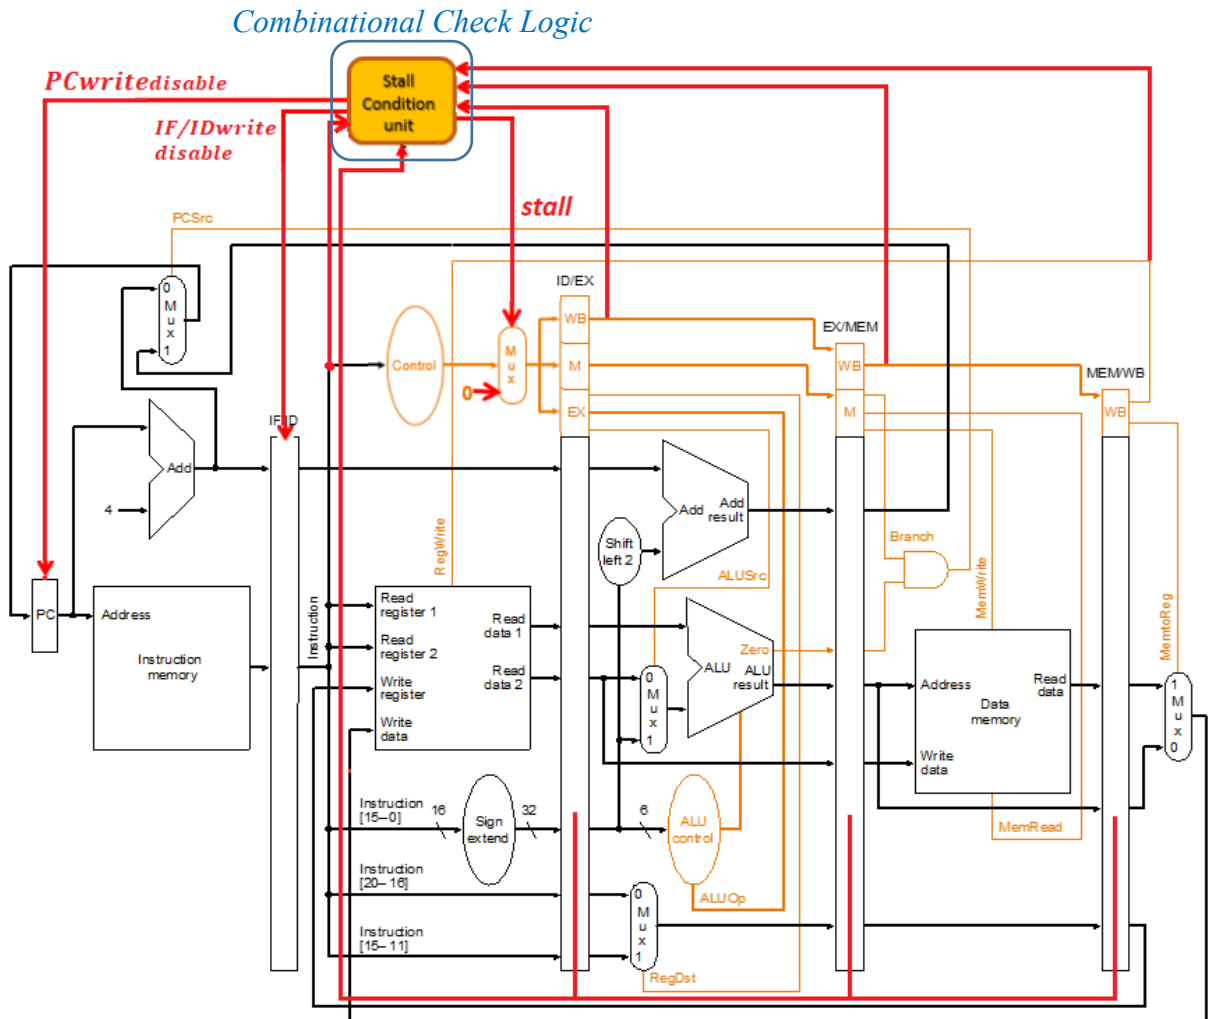 Combinational Check Logic
Stall
Condition
unit
PCwrite disable
IF/IDwrite
disable
stall
PCSrc
ID/EX
EX/MEM
MEM/WB
IF/ID
0
M
u
x
1
Control
M
u
x
0
WB
M
EX
WB
M
WB
Add
4
RegWrite
Add
Add
result
Shift
left 2
ALUSrc
Branch
MemWrite
MemtoReg
PC
Address
Instruction
memory
Instruction
Read
register 1
Read
register 2
Write
register
Write
data
Read
data 1
Read
data 2
0
M
u
x
1
Zero
ALU
ALU
result
Address
Write
data
Data
memory
Read
data
1
M
u
x
0
Instruction
[15–0]
16
Sign
extend
32
6
ALU
control
MemRead
Instruction
[20–16]
ALUOp
Instruction
[15–11]
0
M
u
x
1
RegDst